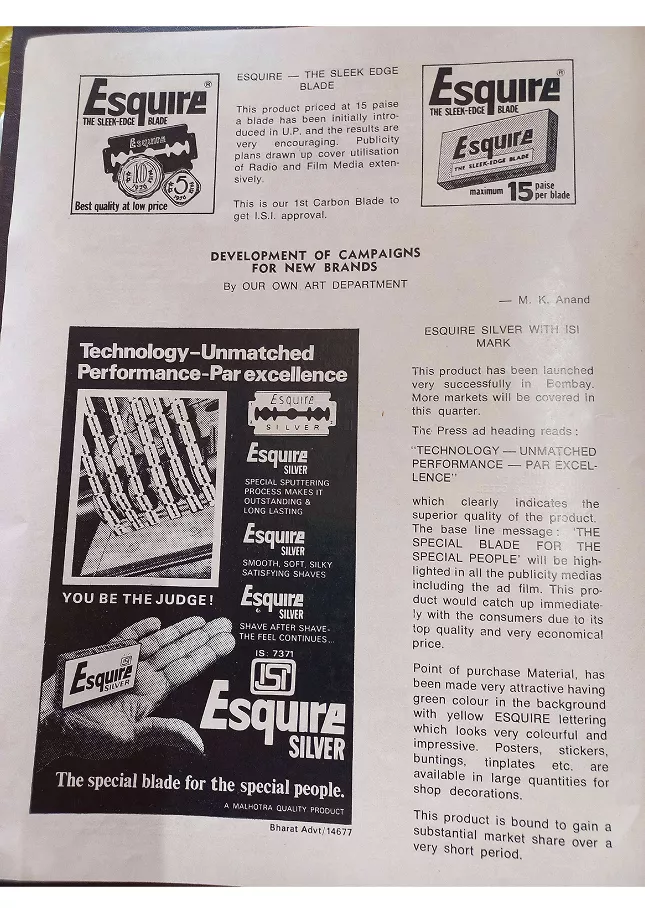 Esquire ®
THE SLEEK-EDGE BLADE
Esquire
Best quality at low price
ESQUIRE — THE SLEEK EDGE
BLADE
This product priced at 15 paise
a blade has been initially intro-
duced in U.P. and the results are
very encouraging. Publicity
plans drawn up cover utilisation
of Radio and Film Media exten-
sively.
This is our 1st Carbon Blade to
get I.S.I. approval.
Esquire ®
THE SLEEK-EDGE BLADE
Esquire
THE SLEEK-EDGE BLADE
maximum 15 paise
per blade
DEVELOPMENT OF CAMPAIGNS
FOR NEW BRANDS
By OUR OWN ART DEPARTMENT
— M. K. Anand
Technology–Unmatched
Performance-Par excellence
Esquire
SILVER
Esquire
SILVER
SPECIAL SPUTTERING
PROCESS MAKES IT
OUTSTANDING &
LONG LASTING
Esquire
SILVER
SMOOTH, SOFT, SILKY
SATISFYING SHAVES
YOU BE THE JUDGE!
Esquire
SILVER
SHAVE AFTER SHAVE-
THE FEEL CONTINUES...
IS: 7371
ISI
Esquire
SILVER
Esquire
SILVER
The special blade for the special people.
A MALHOTRA QUALITY PRODUCT
Bharat Advt/14677
ESQUIRE SILVER WITH ISI
MARK
This product has been launched
very successfully in Bombay.
More markets will be covered in
this quarter.
The Press ad heading reads :
"TECHNOLOGY — UNMATCHED
PERFORMANCE — PAR EXCEL-
LENCE"
which clearly indicates the
superior quality of the product.
The base line message : 'THE
SPECIAL BLADE FOR THE
SPECIAL PEOPLE' will be high-
lighted in all the publicity medias
including the ad film. This pro-
duct would catch up immediate-
ly with the consumers due to its
top quality and very economical
price.
Point of purchase Material, has
been made very attractive having
green colour in the background
with yellow ESQUIRE lettering
which looks very colourful and
impressive. Posters, stickers,
buntings, tinplates etc. are
available in large quantities for
shop decorations.
This product is bound to gain a
substantial market share over a
very short period.